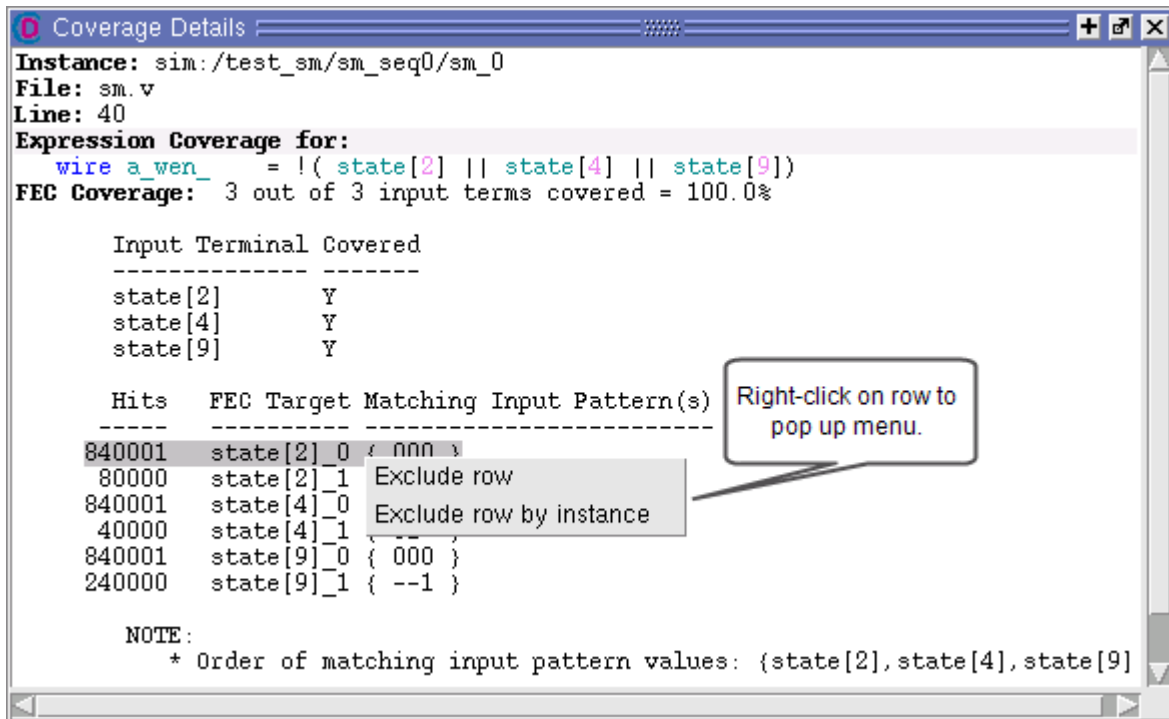 Coverage Details
Instance: sim:/test_sm/sm_seq0/sm_0
File: sm.v
Line: 40
Expression Coverage for:
wire a_wen_ = !( state[2] || state[4] || state[9])
FEC Coverage: 3 out of 3 input terms covered = 100.0%
Input Terminal Covered
-------------- -------
state[2] Y
state[4] Y
state[9] Y
Hits FEC Target Matching Input Pattern(s)
----- ---------- -------------------------
840001 state[2]_0 { 000 }
80000 state[2]_1
840001 state[4]_0
40000 state[4]_1
840001 state[9]_0 { 000 }
240000 state[9]_1 { --1 }
Exclude row
Exclude row by instance
Right-click on row to
pop up menu.
NOTE:
* Order of matching input pattern values: {state[2],state[4],state[9]